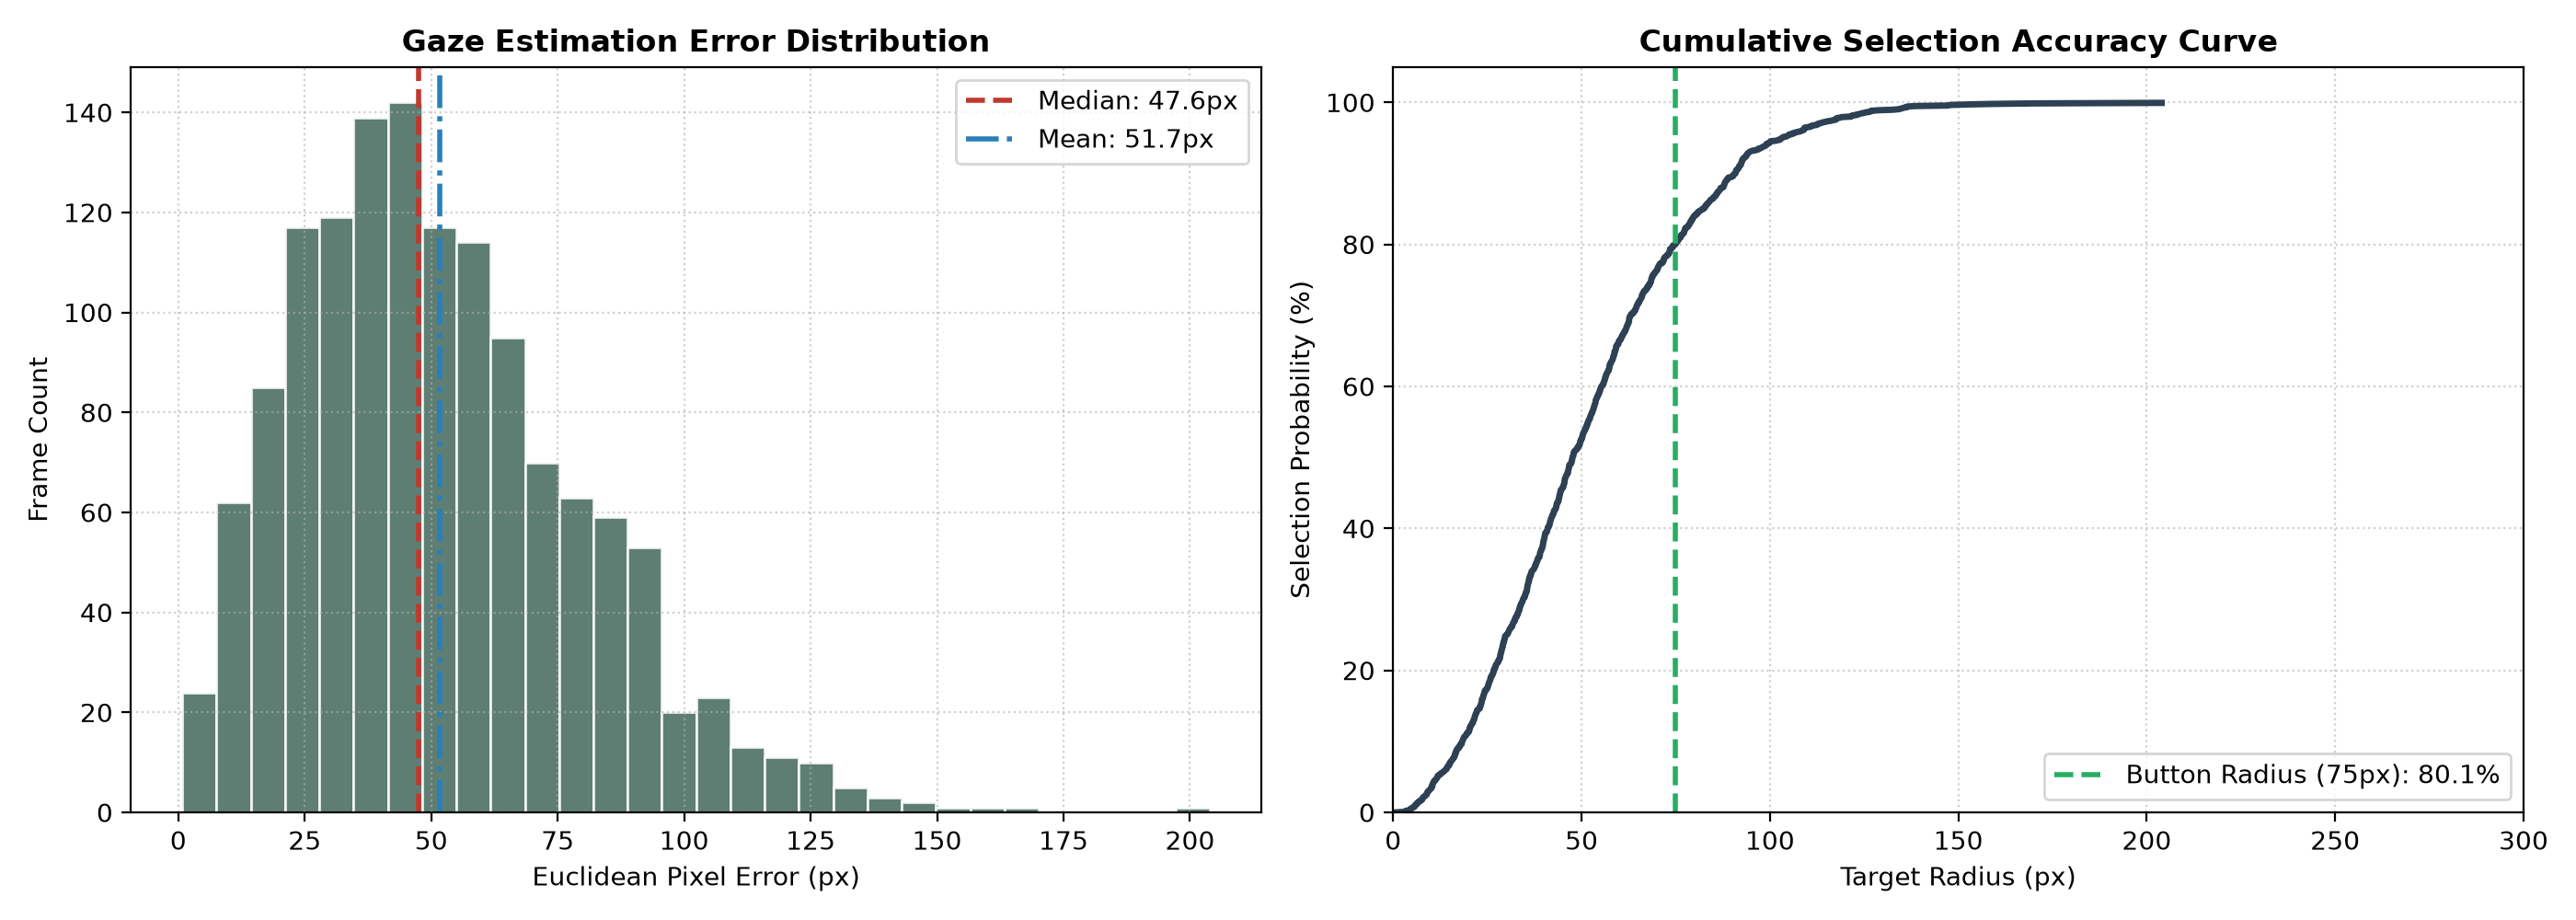 Gaze Estimation Error Distribution
Median: 47.6px
Mean: 51.7px
Frame Count
140
120
100
80
60
40
20
0
0 25 50 75 100 125 150 175 200
Euclidean Pixel Error (px)
Cumulative Selection Accuracy Curve
Selection Probability (%)
100
80
60
40
20
0
Button Radius (75px): 80.1%
0 50 100 150 200 250 300
Target Radius (px)